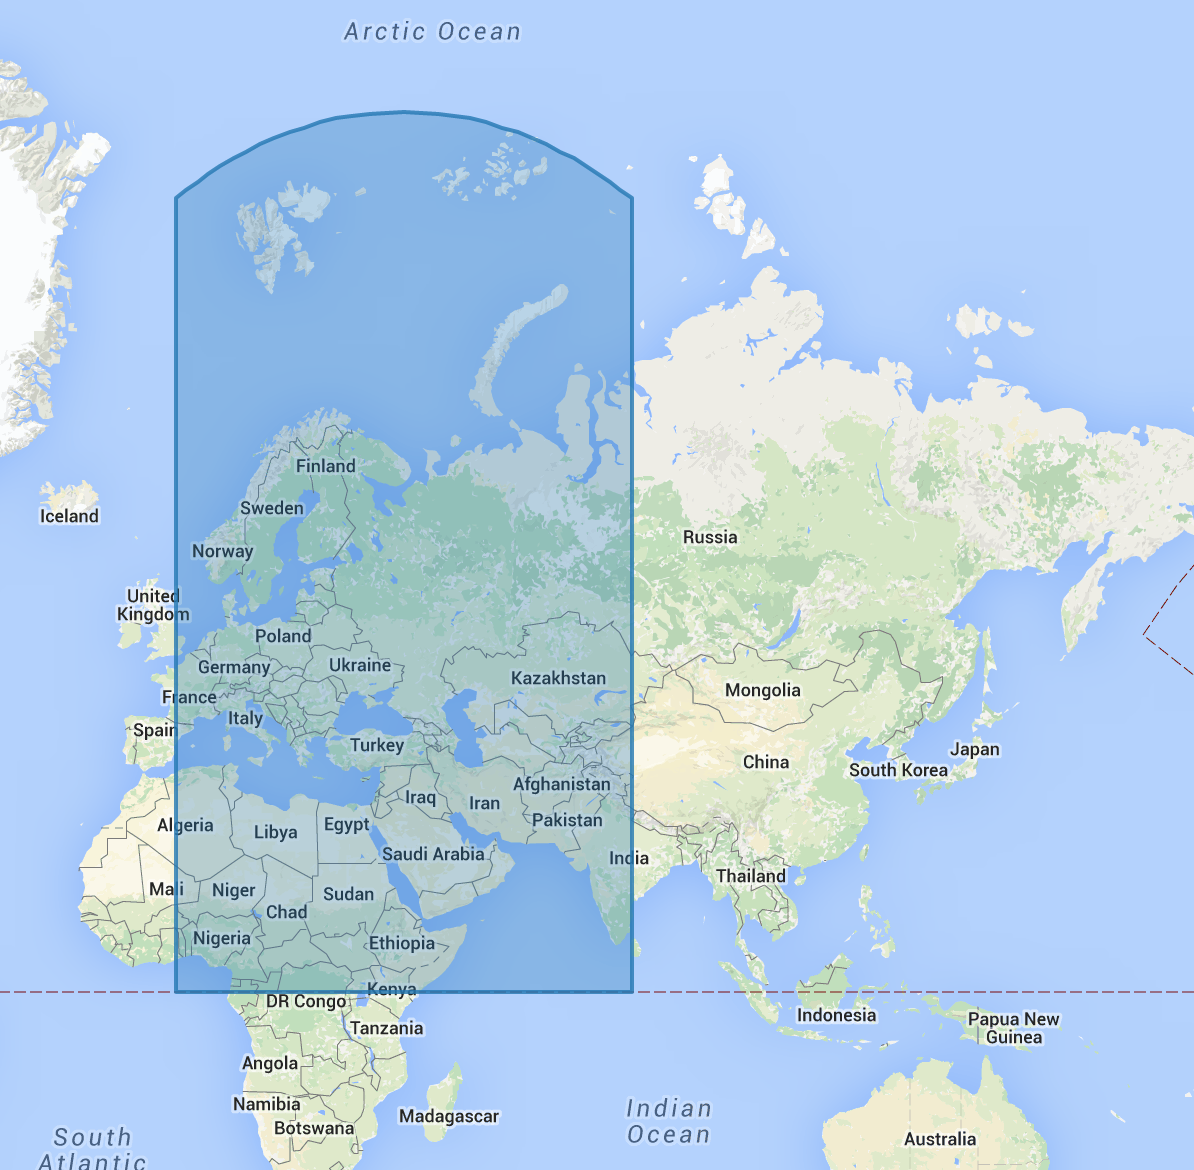 Arctic Ocean
Finland
Sweden
Iceland
Norway
Russia
United
Kingdom
Poland
Germany
Ukraine
Kazakhstan
Mongolia
France
Italy
Spain
Turkey
Japan
China
South Korea
Afghanistan
Iraq
Iran
Pakistan
Algeria
Libya
Egypt
Saudi Arabia
India
Thailand
Mali
Niger
Sudan
Chad
Nigeria
Ethiopia
Kenya
DR Congo
Indonesia
Papua New
Guinea
Tanzania
Angola
Namibia
Madagascar
Botswana
Indian
Ocean
South
Atlantic
Australia